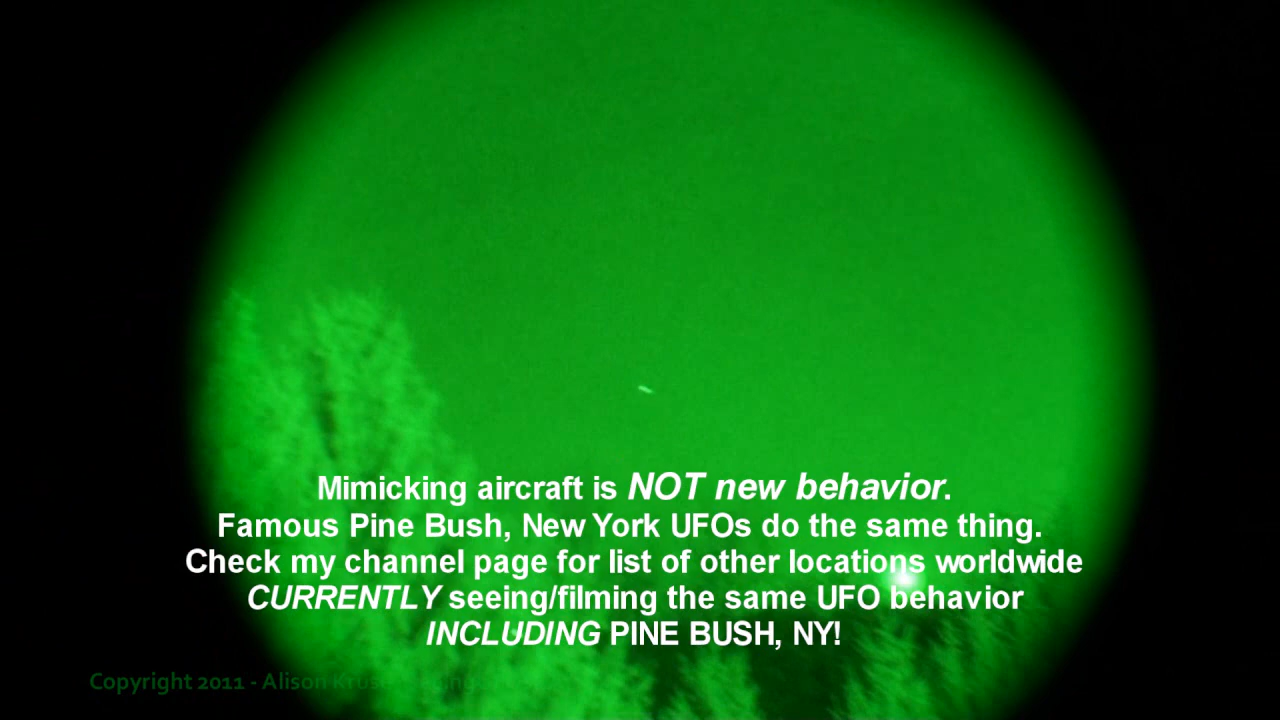 Mimicking aircraft is NOT new behavior.
Famous Pine Bush, New York UFOs do the same thing.
Check my channel page for list of other locations worldwide
CURRENTLY seeing/filming the same UFO behavior
INCLUDING PINE BUSH, NY!
Copyright 2011 - Alison Kruse